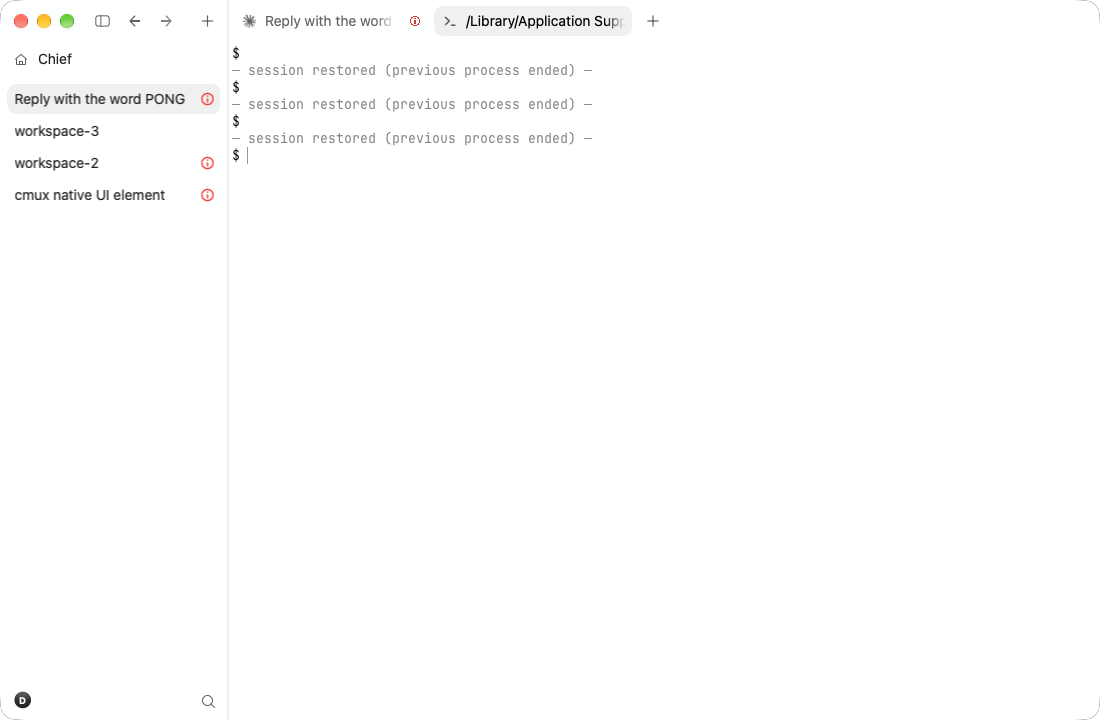 Reply with the word
/Library/Application Supp
Chief
Reply with the word PONG
workspace-3
workspace-2
cmux native UI element
$
— session restored (previous process ended) —
$
— session restored (previous process ended) —
$
— session restored (previous process ended) —
$
D